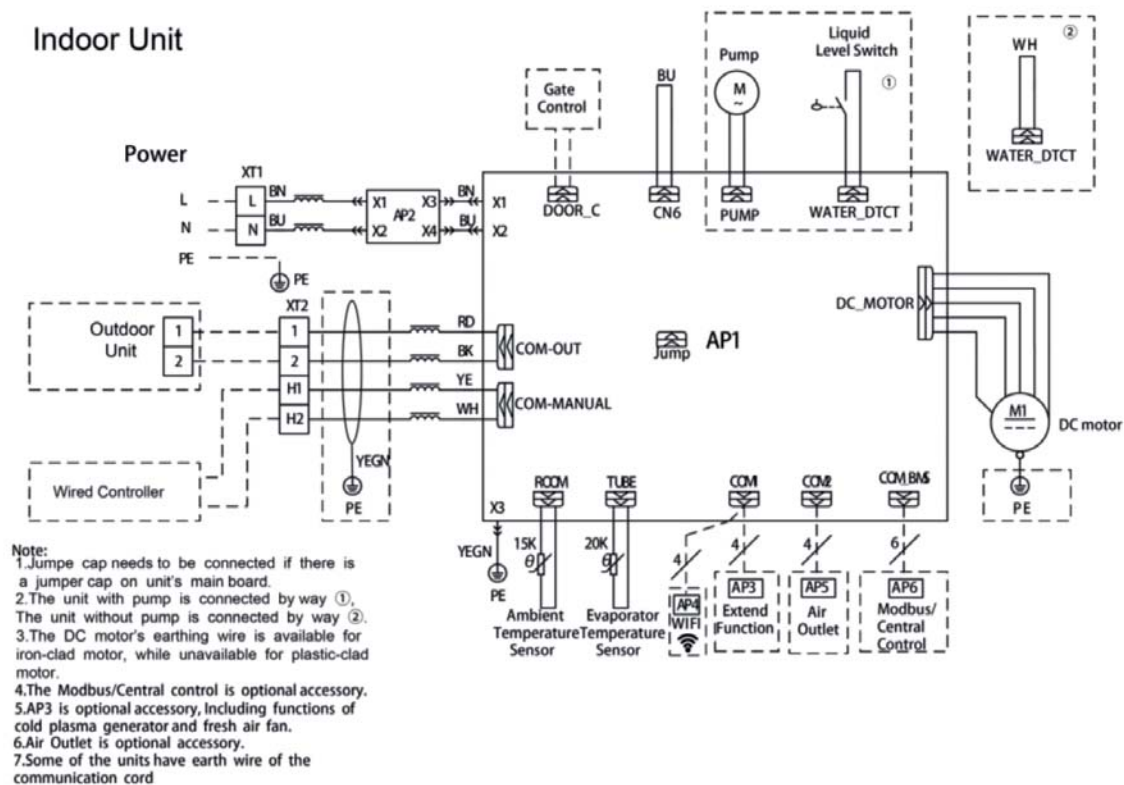 Indoor Unit
Power
XT1
L
N
PE
L
N
BN
BU
X1
X2
AP2
X3
X4
BN
BU
X1
X2
PE
Gate
Control
DOOR_C
BU
CN6
Pump
M
~
PUMP
Liquid
Level Switch
①
WATER_DTCT
②
WH
WATER_DTCT
Outdoor
Unit
1
2
XT2
1
2
H1
H2
RD
BK
YE
WH
COM-OUT
COM-MANUAL
YEGN
PE
Wired Controller
Jump
AP1
DC_MOTOR
M1
DC motor
PE
X3
YEGN
PE
ROOM
15K
θ
Ambient
Temperature
Sensor
TUBE
20K
θ
Evaporator
Temperature
Sensor
COM1
4
AP4
WIFI
4
AP3
Extend
Function
COM2
4
AP5
Air
Outlet
COM_BMS
6
AP6
Modbus/
Central
Control
Note:
1.Jumpe cap needs to be connected if there is
a jumper cap on unit's main board.
2.The unit with pump is connected by way ①,
The unit without pump is connected by way ②.
3.The DC motor's earthing wire is available for
iron-clad motor, while unavailable for plastic-clad
motor.
4.The Modbus/Central control is optional accessory.
5.AP3 is optional accessory, Including functions of
cold plasma generator and fresh air fan.
6.Air Outlet is optional accessory.
7.Some of the units have earth wire of the
communication cord